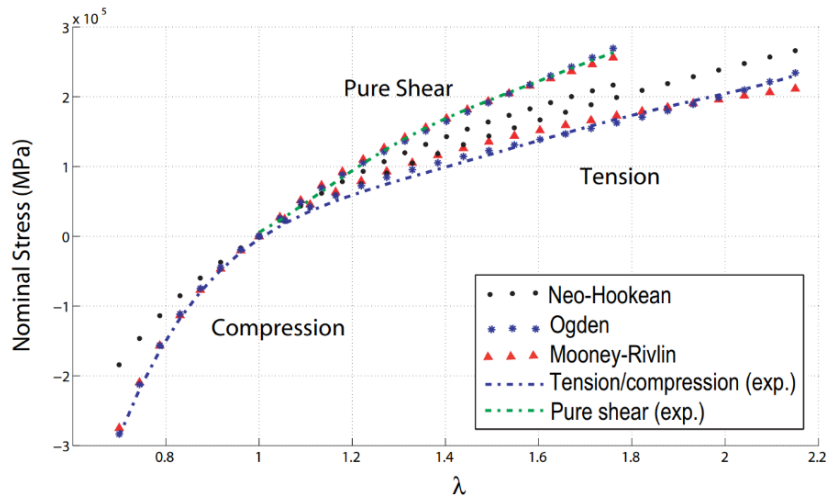 × 10⁵
3
2
1
0
−1
−2
−3
Nominal Stress (MPa)
Pure Shear
Tension
Compression
Neo-Hookean
Ogden
Mooney-Rivlin
Tension/compression (exp.)
Pure shear (exp.)
0.8 1 1.2 1.4 1.6 1.8 2 2.2
λ